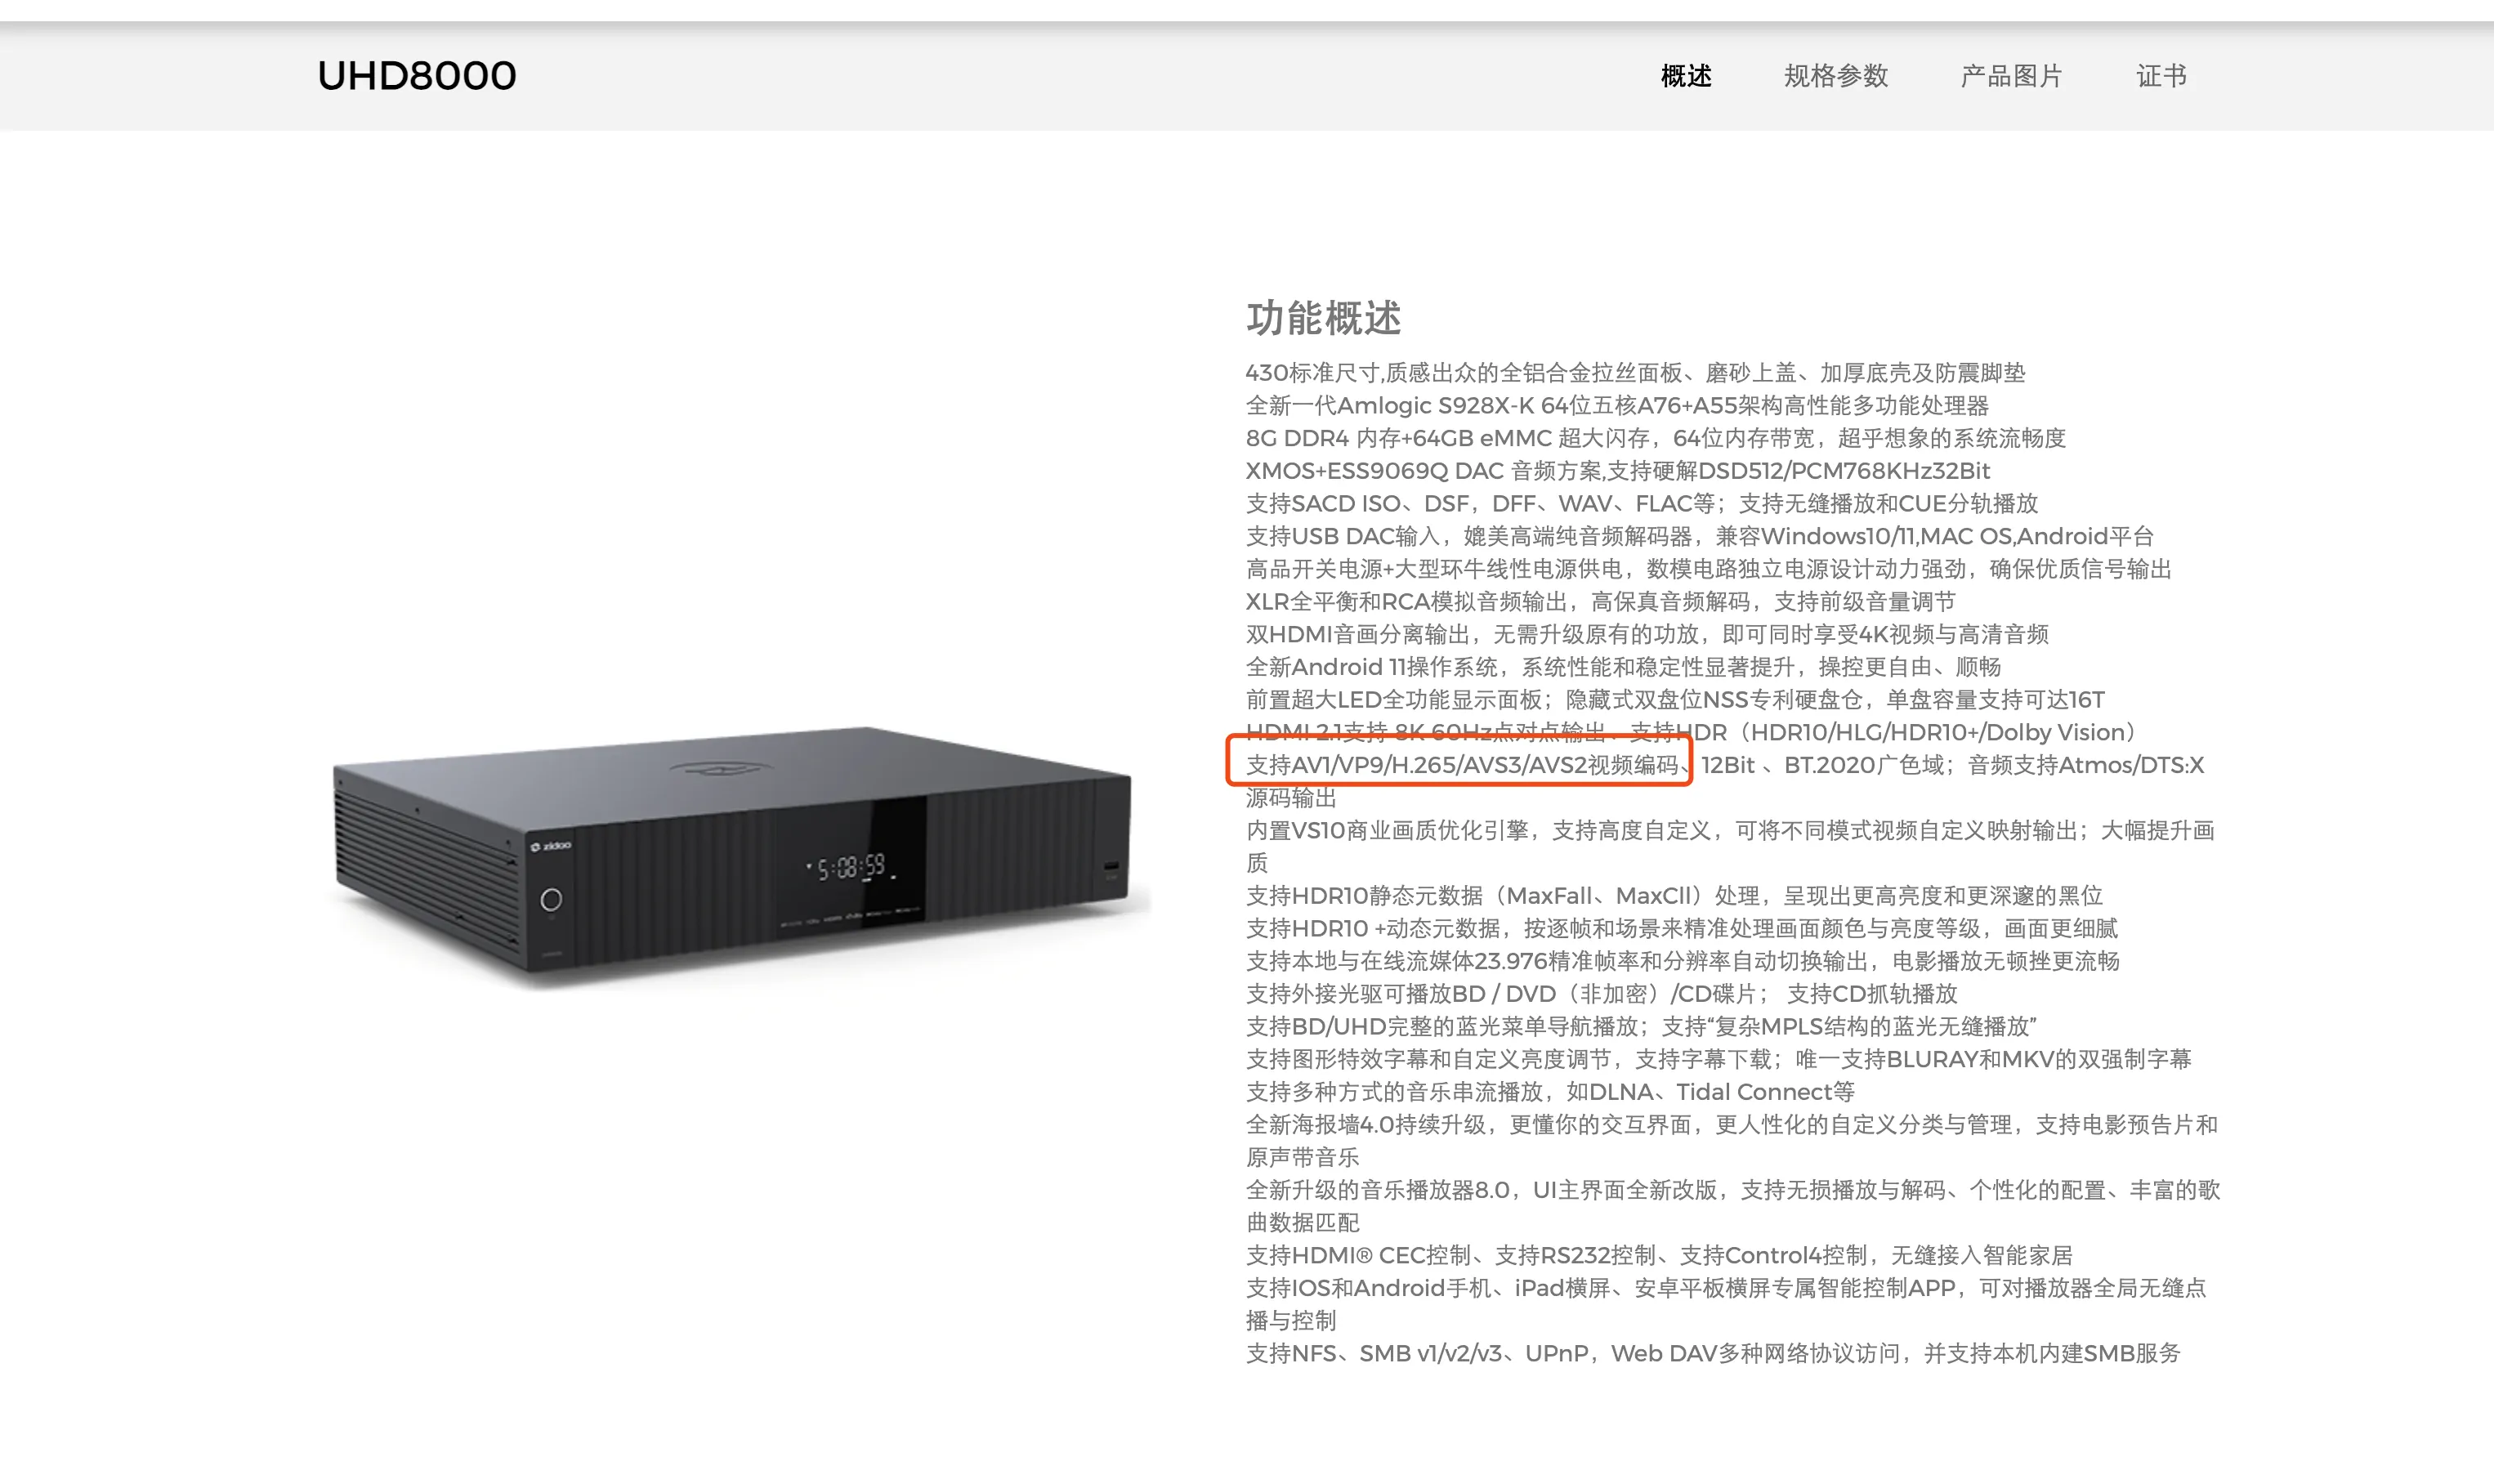 UHD8000
概述 规格参数 产品图片 证书
功能概述
430标准尺寸,质感出众的全铝合金拉丝面板、磨砂上盖、加厚底壳及防震脚垫
全新一代Amlogic S928X-K 64位五核A76+A55架构高性能多功能处理器
8G DDR4 内存+64GB eMMC 超大闪存，64位内存带宽，超乎想象的系统流畅度
XMOS+ESS9069Q DAC 音频方案,支持硬解DSD512/PCM768KHz32Bit
支持SACD ISO、DSF，DFF、WAV、FLAC等；支持无缝播放和CUE分轨播放
支持USB DAC输入，媲美高端纯音频解码器，兼容Windows10/11,MAC OS,Android平台
高品开关电源+大型环牛线性电源供电，数模电路独立电源设计动力强劲，确保优质信号输出
XLR全平衡和RCA模拟音频输出，高保真音频解码，支持前级音量调节
双HDMI音画分离输出，无需升级原有的功放，即可同时享受4K视频与高清音频
全新Android 11操作系统，系统性能和稳定性显著提升，操控更自由、顺畅
前置超大LED全功能显示面板；隐藏式双盘位NSS专利硬盘仓，单盘容量支持可达16T
HDMI 2.1支持 8K 60Hz点对点输出、支持HDR（HDR10/HLG/HDR10+/Dolby Vision）
支持AV1/VP9/H.265/AVS3/AVS2视频编码、12Bit 、BT.2020广色域；音频支持Atmos/DTS:X
源码输出
内置VS10商业画质优化引擎，支持高度自定义，可将不同模式视频自定义映射输出；大幅提升画
质
支持HDR10静态元数据（MaxFall、MaxCll）处理，呈现出更高亮度和更深邃的黑位
支持HDR10 +动态元数据，按逐帧和场景来精准处理画面颜色与亮度等级，画面更细腻
支持本地与在线流媒体23.976精准帧率和分辨率自动切换输出，电影播放无顿挫更流畅
支持外接光驱可播放BD / DVD（非加密）/CD碟片； 支持CD抓轨播放
支持BD/UHD完整的蓝光菜单导航播放；支持“复杂MPLS结构的蓝光无缝播放”
支持图形特效字幕和自定义亮度调节，支持字幕下载；唯一支持BLURAY和MKV的双强制字幕
支持多种方式的音乐串流播放，如DLNA、Tidal Connect等
全新海报墙4.0持续升级，更懂你的交互界面，更人性化的自定义分类与管理，支持电影预告片和
原声带音乐
全新升级的音乐播放器8.0，UI主界面全新改版，支持无损播放与解码、个性化的配置、丰富的歌
曲数据匹配
支持HDMI® CEC控制、支持RS232控制、支持Control4控制，无缝接入智能家居
支持IOS和Android手机、iPad横屏、安卓平板横屏专属智能控制APP，可对播放器全局无缝点
播与控制
支持NFS、SMB v1/v2/v3、UPnP，Web DAV多种网络协议访问，并支持本机内建SMB服务
zidoo
5:08:59